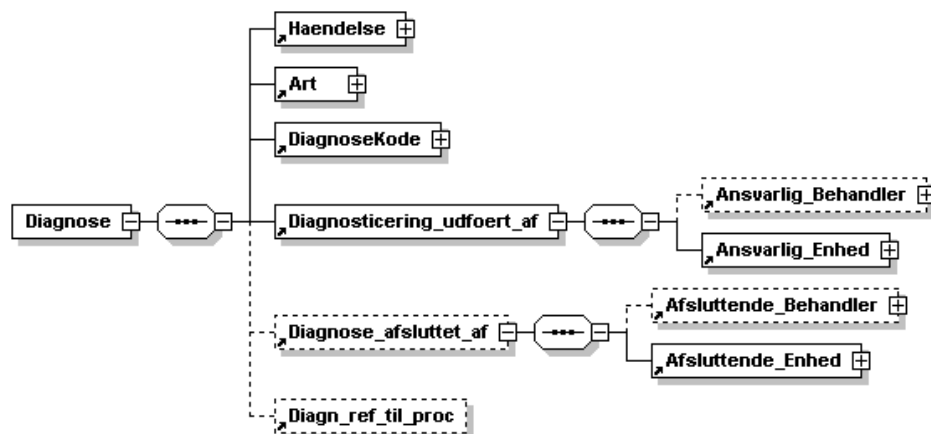 Haendelse
Art
DiagnoseKode
Diagnose
Diagnosticering_udfoert_af
Ansvarlig_Behandler
Ansvarlig_Enhed
Diagnose_afsluttet_af
Afsluttende_Behandler
Afsluttende_Enhed
Diagn_ref_til_proc